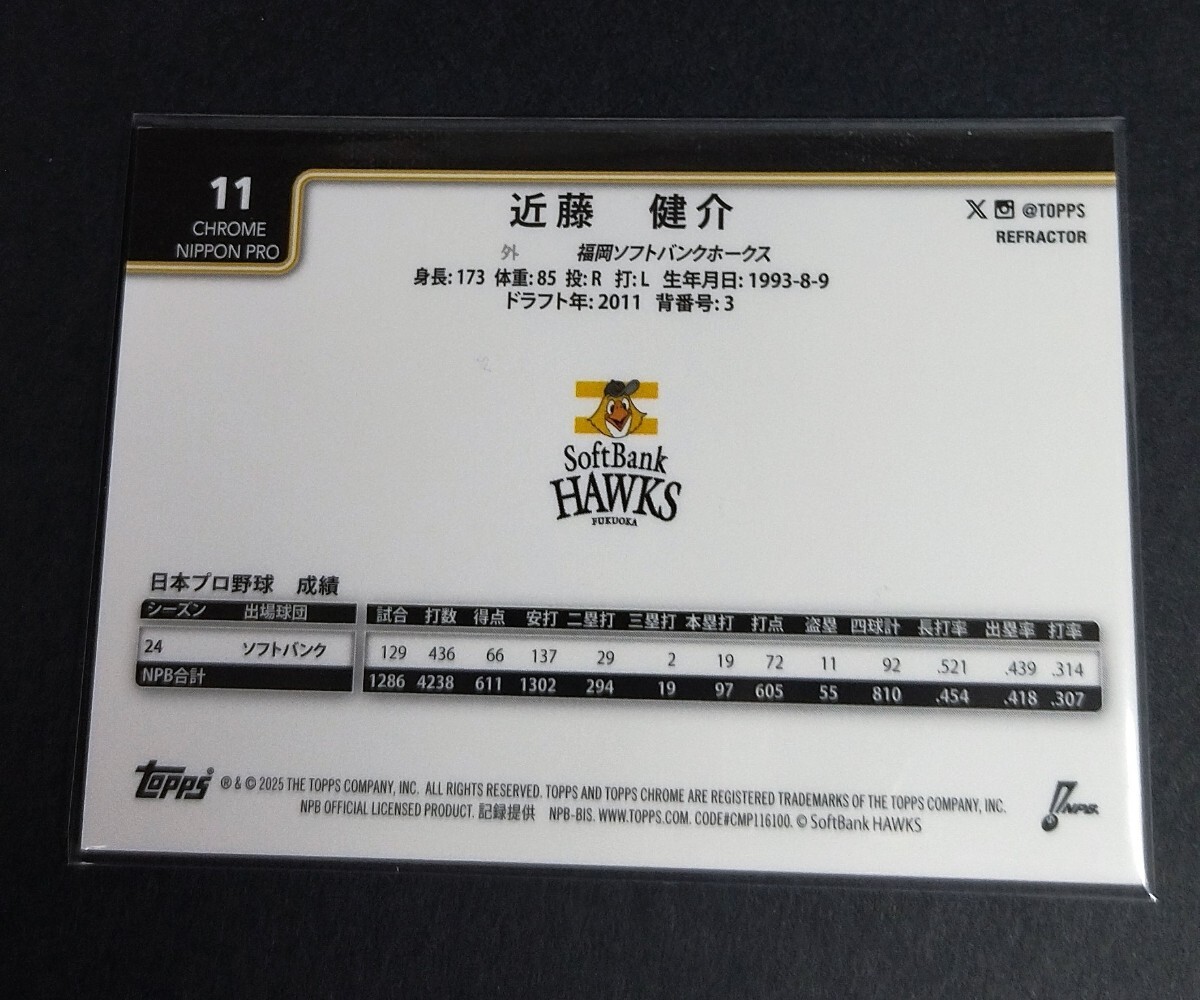 11
CHROME
NIPPON PRO
近藤 健介
@TOPPS
REFRACTOR
外 福岡ソフトバンクホークス
身長: 173 体重: 85 投: R 打: L 生年月日: 1993-8-9
ドラフト年: 2011 背番号: 3
SoftBank
HAWKS
FUKUOKA
日本プロ野球 成績
シーズン 出場球団 試合 打数 得点 安打 二塁打 三塁打 本塁打 打点 盗塁 四球計 長打率 出塁率 打率
24 ソフトバンク 129 436 66 137 29 2 19 72 11 92 .521 .439 .314
NPB合計 1286 4238 611 1302 294 19 97 605 55 810 .454 .418 .307
TOPPS® ® & © 2025 THE TOPPS COMPANY, INC. ALL RIGHTS RESERVED. TOPPS AND TOPPS CHROME ARE REGISTERED TRADEMARKS OF THE TOPPS COMPANY, INC.
NPB OFFICIAL LICENSED PRODUCT. 記録提供 NPB-BIS. WWW.TOPPS.COM. CODE#CMP116100. © SoftBank HAWKS
NPB